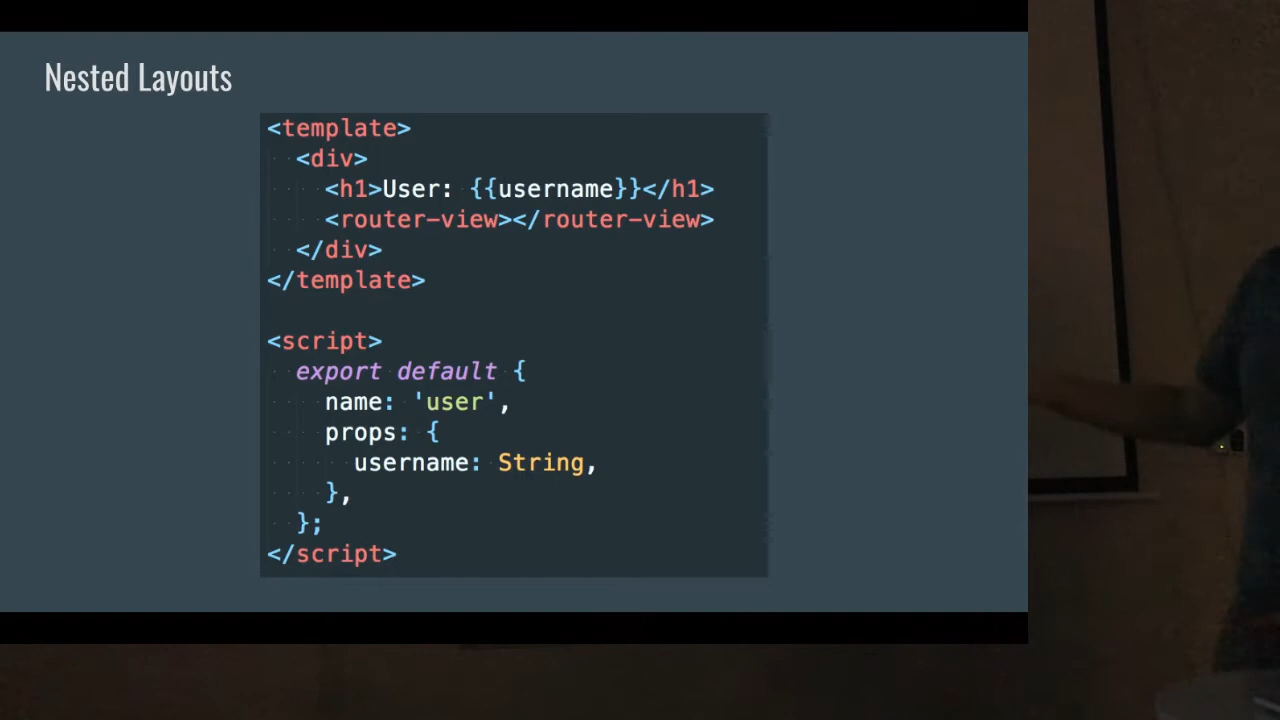 Nested Layouts
<template>
<div>
<h1>User: {{username}}</h1>
<router-view></router-view>
</div>
</template>
<script>
export default {
name: 'user',
props: {
username: String,
},
};
</script>